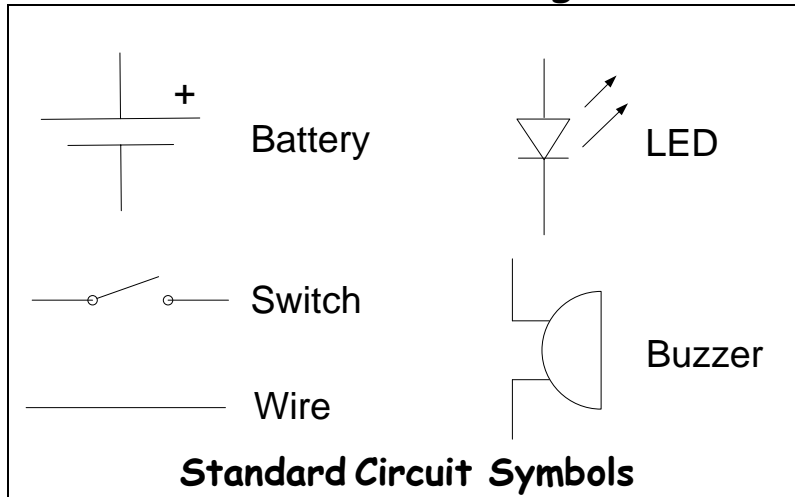 +
Battery
LED
Switch
Buzzer
Wire
Standard Circuit Symbols